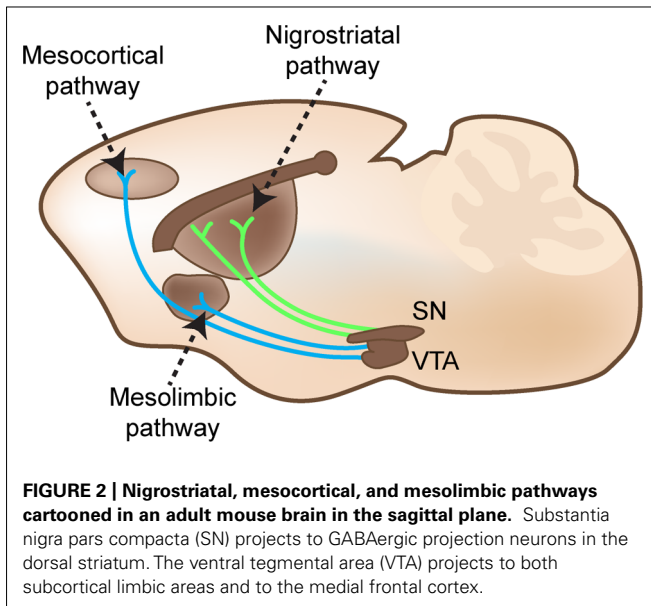 Nigrostriatal
pathway
Mesocortical
pathway
SN
VTA
Mesolimbic
pathway
FIGURE 2 | Nigrostriatal, mesocortical, and mesolimbic pathways
cartooned in an adult mouse brain in the sagittal plane. Substantia
nigra pars compacta (SN) projects to GABAergic projection neurons in the
dorsal striatum. The ventral tegmental area (VTA) projects to both
subcortical limbic areas and to the medial frontal cortex.